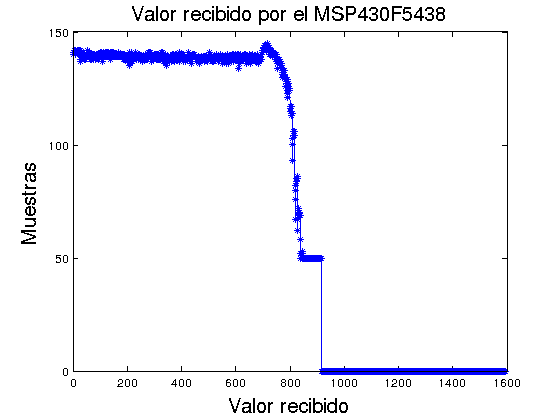 Valor recibido por el MSP430F5438
150
100
50
0
Muestras
0 200 400 600 800 1000 1200 1400 1600
Valor recibido